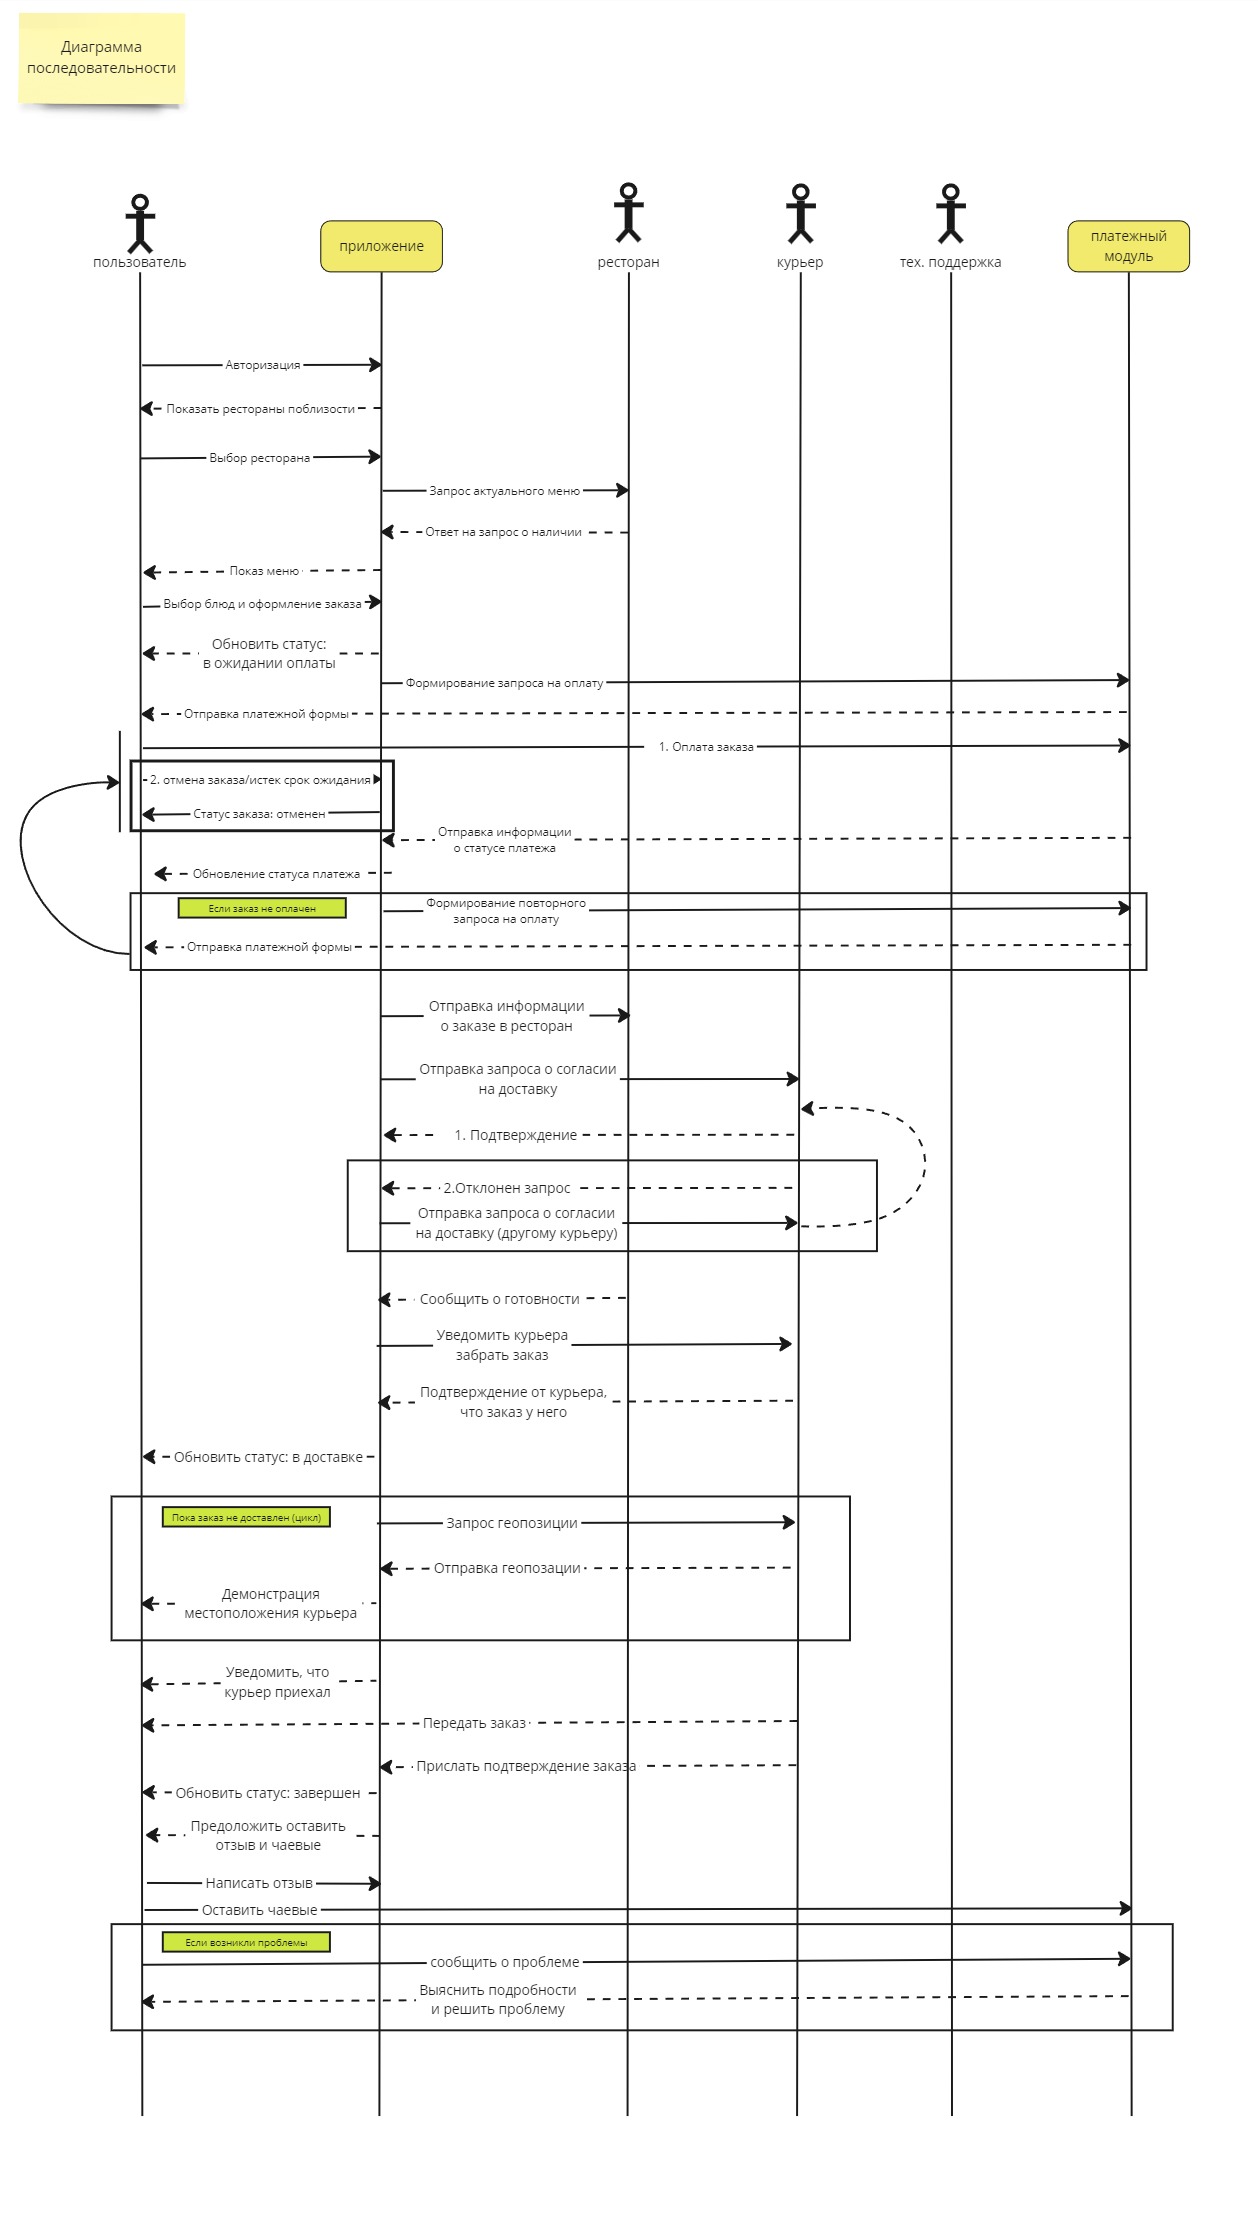 Диаграмма
последовательности
пользователь
приложение
ресторан
курьер
тех. поддержка
платежный
модуль
Авторизация
Показать рестораны поблизости
Выбор ресторана
Запрос актуального меню
Ответ на запрос о наличии
Показ меню
Выбор блюд и оформление заказа
Обновить статус:
в ожидании оплаты
Формирование запроса на оплату
Отправка платежной формы
1. Оплата заказа
2. отмена заказа/истек срок ожидания
Статус заказа: отменен
Отправка информации
о статусе платежа
Обновление статуса платежа
Если заказ не оплачен
Формирование повторного
запроса на оплату
Отправка платежной формы
Отправка информации
о заказе в ресторан
Отправка запроса о согласии
на доставку
1. Подтверждение
2.Отклонен запрос
Отправка запроса о согласии
на доставку (другому курьеру)
Сообщить о готовности
Уведомить курьера
забрать заказ
Подтверждение от курьера,
что заказ у него
Обновить статус: в доставке
Пока заказ не доставлен (цикл)
Запрос геопозиции
Отправка геопозации
Демонстрация
местоположения курьера
Уведомить, что
курьер приехал
Передать заказ
Прислать подтверждение заказа
Обновить статус: завершен
Предоложить оставить
отзыв и чаевые
Написать отзыв
Оставить чаевые
Если возникли проблемы
сообщить о проблеме
Выяснить подробности
и решить проблему